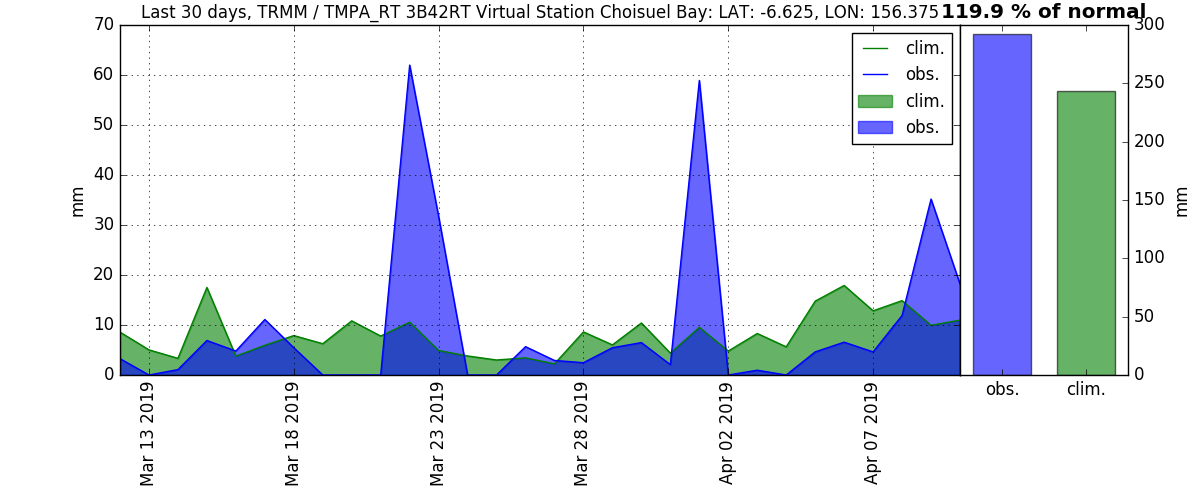 Last 30 days, TRMM / TMPA_RT 3B42RT Virtual Station Choisuel Bay: LAT: -6.625, LON: 156.375
119.9 % of normal
70
60
50
40
30
20
10
0
mm
clim.
obs.
clim.
obs.
Mar 13 2019
Mar 18 2019
Mar 23 2019
Mar 28 2019
Apr 02 2019
Apr 07 2019
300
250
200
150
100
50
0
mm
obs.
clim.